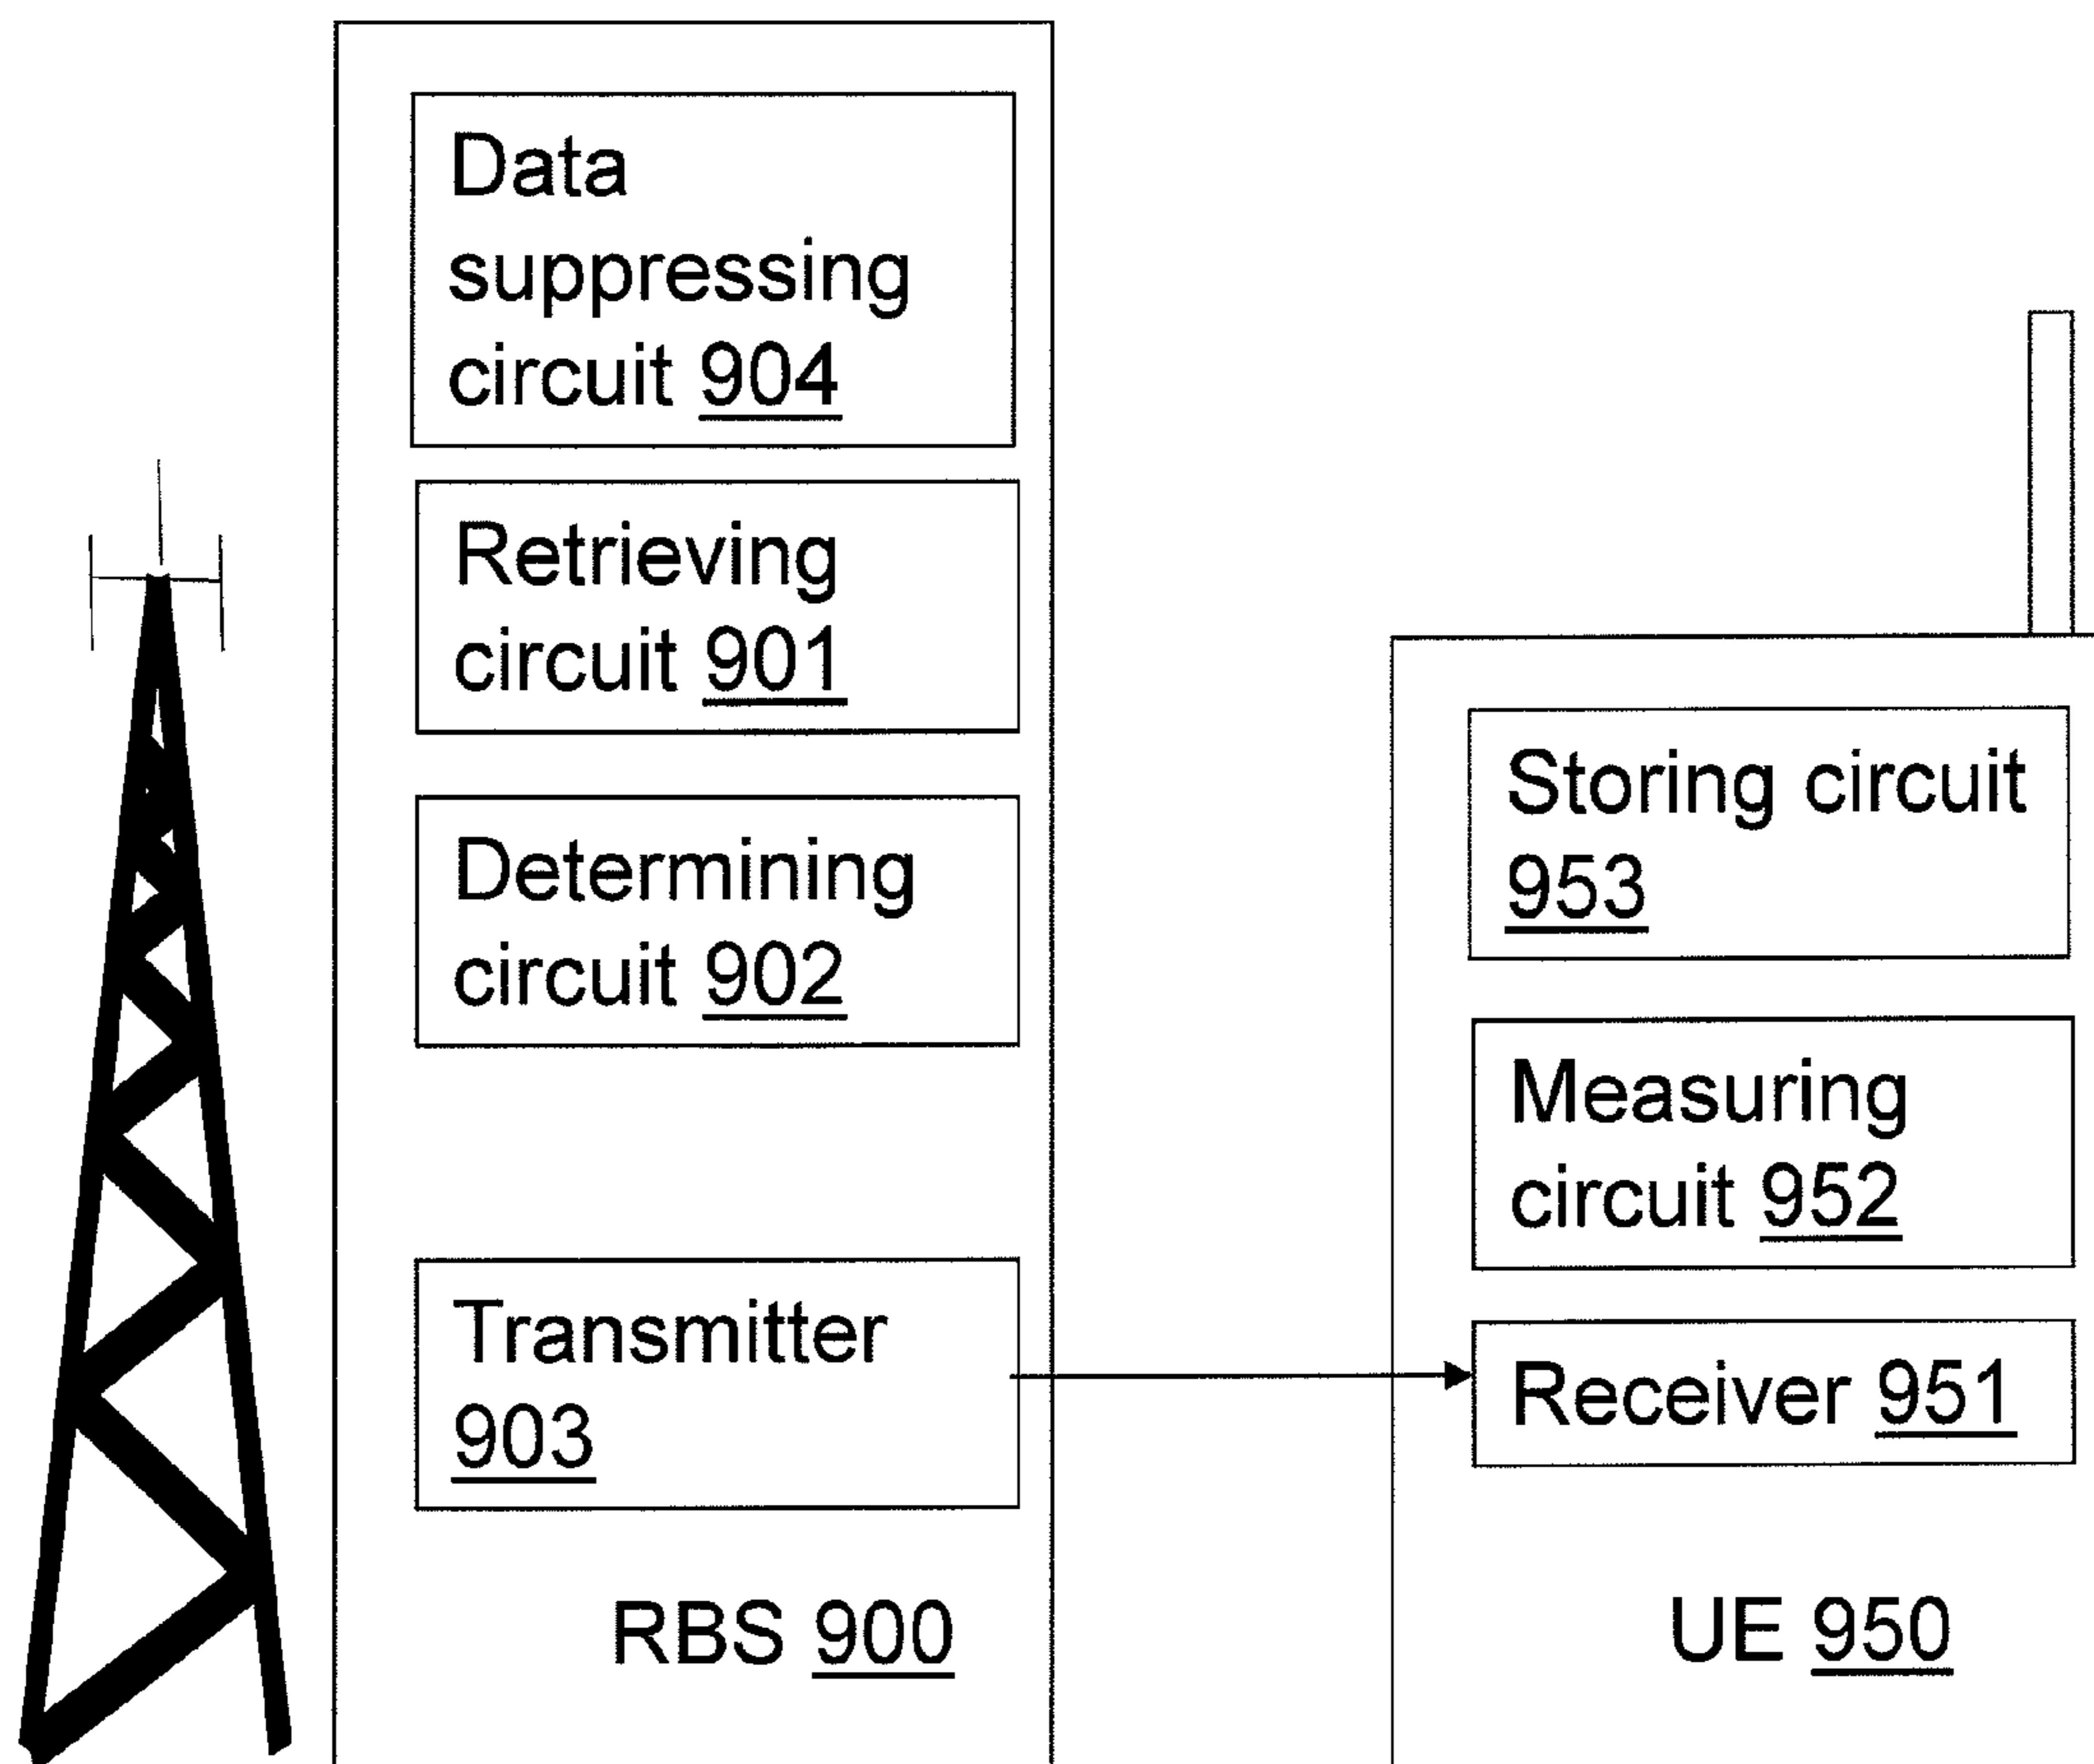 Data
suppressing
circuit 904
Retrieving
circuit 901
Determining
circuit 902
Transmitter
903
RBS 900
Storing circuit
953
Measuring
circuit 952
Receiver 951
UE 950